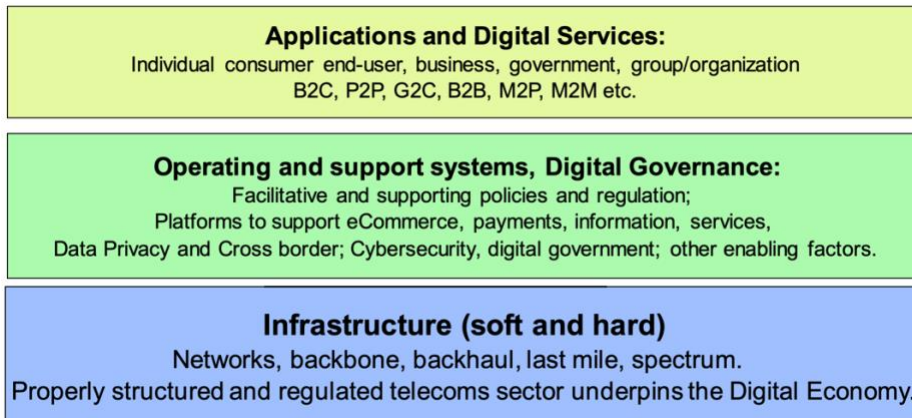 Applications and Digital Services:
Individual consumer end-user, business, government, group/organization
B2C, P2P, G2C, B2B, M2P, M2M etc.
Operating and support systems, Digital Governance:
Facilitative and supporting policies and regulation;
Platforms to support eCommerce, payments, information, services,
Data Privacy and Cross border; Cybersecurity, digital government; other enabling factors.
Infrastructure (soft and hard)
Networks, backbone, backhaul, last mile, spectrum.
Properly structured and regulated telecoms sector underpins the Digital Economy.